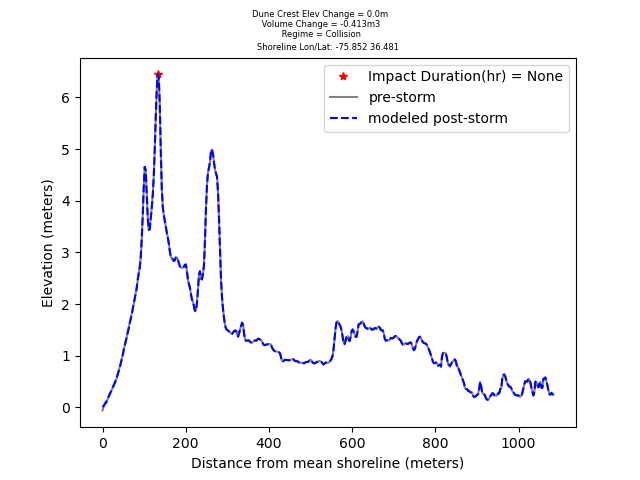 Dune Crest Elev Change = 0.0m
Volume Change = -0.413m3
Regime = Collision
Shoreline Lon/Lat: -75.852 36.481
Impact Duration(hr) = None
pre-storm
modeled post-storm
Elevation (meters)
6
5
4
3
2
1
0
0 200 400 600 800 1000
Distance from mean shoreline (meters)